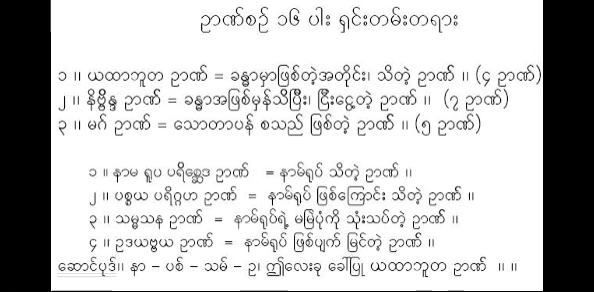 ဉာဏ်စဉ် ၁၆ ပါး ရှင်းတမ်းတရား
၁ ။ ယထာဘူတ ဉာဏ် = ခန္ဓာမှာဖြစ်တဲ့အတိုင်း၊ သိတဲ့ ဉာဏ် ။ (၄ ဉာဏ်)
၂ ။ နိဗ္ဗိန္ဒ ဉာဏ် = ခန္ဓာအဖြစ်မှန်သိပြီး၊ ငြီးငွေ့တဲ့ ဉာဏ် ။ (၇ ဉာဏ်)
၃ ။ မဂ် ဉာဏ် = သောတာပန် စသည် ဖြစ်တဲ့ ဉာဏ် ။ (၅ ဉာဏ်)
၁ ။ နာမ ရူပ ပရိစ္ဆေဒ ဉာဏ် = နာမ်ရုပ် သိတဲ့ ဉာဏ် ။
၂ ။ ပစ္စယ ပရိဂ္ဂဟ ဉာဏ် = နာမ်ရုပ် ဖြစ်ကြောင်း သိတဲ့ ဉာဏ် ။
၃ ။ သမ္မသန ဉာဏ် = နာမ်ရုပ်ရဲ့ မမြဲပုံကို သုံးသပ်တဲ့ ဉာဏ် ။
၄ ။ ဥဒယဗ္ဗယ ဉာဏ် = နာမ်ရုပ် ဖြစ်ပျက် မြင်တဲ့ ဉာဏ် ။
ဆောင်ပုဒ်။ နာ – ပစ် – သမ် – ဥ၊ ဤလေးခု ခေါ်ပြု ယထာဘူတ ဉာဏ် ။ ။